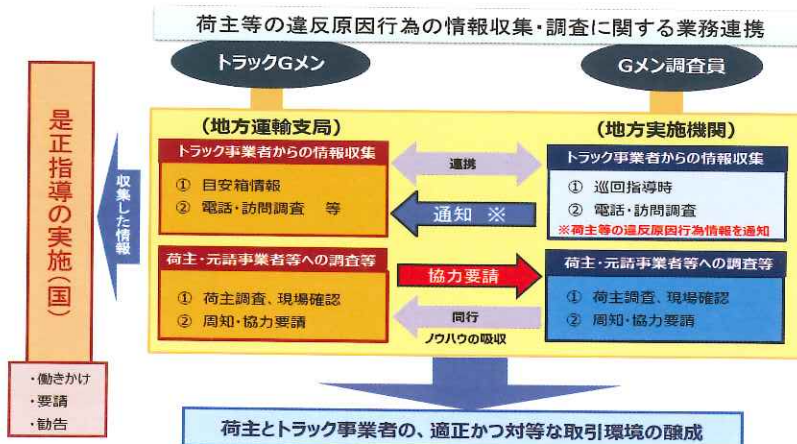 荷主等の違反原因行為の情報収集・調査に関する業務連携
トラックGメン
Gメン調査員
(地方運輸支局)
(地方実施機関)
トラック事業者からの情報収集
① 目安箱情報
② 電話・訪問調査 等
連携
通知 ※
トラック事業者からの情報収集
① 巡回指導時
② 電話・訪問調査
※荷主等の違反原因行為情報を通知
荷主・元請事業者等への調査等
① 荷主調査、現場確認
② 周知・協力要請
協力要請
同行
ノウハウの吸収
荷主・元請事業者等への調査等
① 荷主調査、現場確認
② 周知・協力要請
収集した情報
是正指導の実施(国)
・働きかけ
・要請
・勧告
荷主とトラック事業者の、適正かつ対等な取引環境の醸成